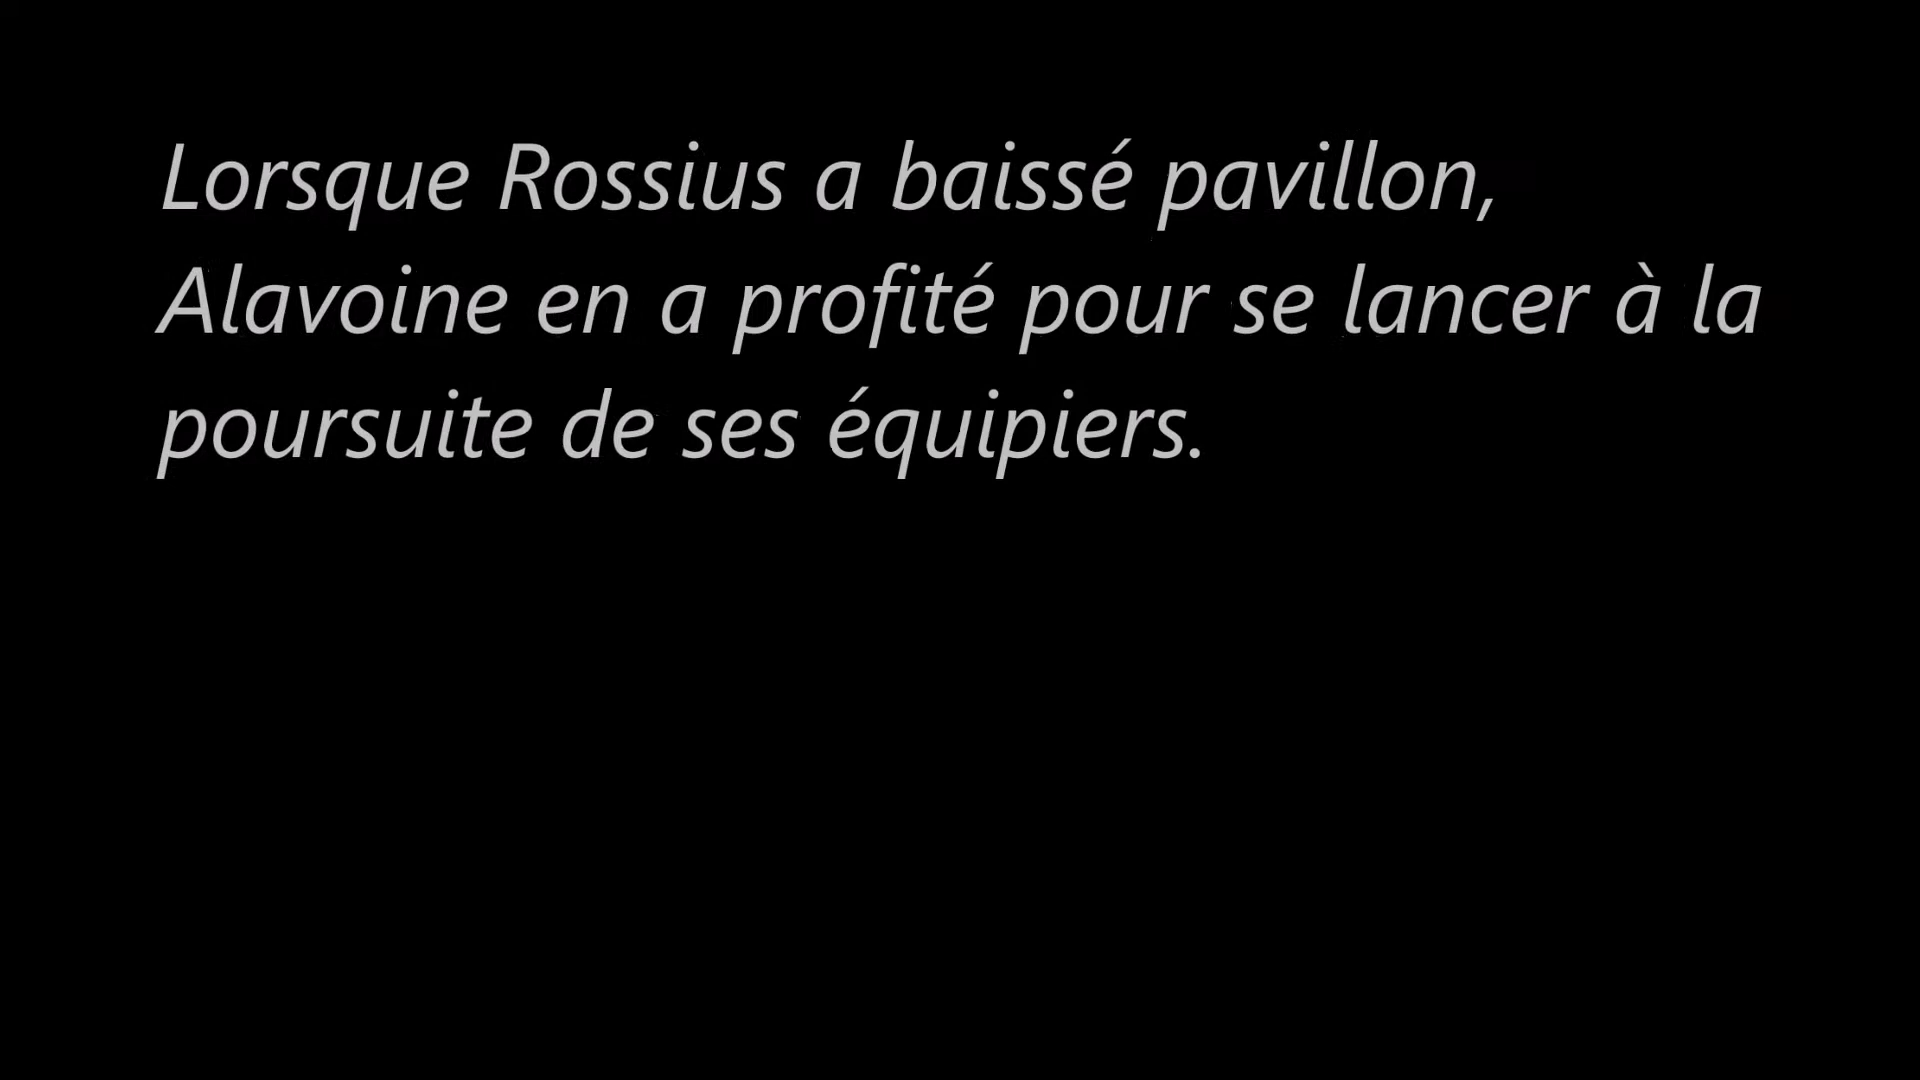 Lorsque Rossius a baissé pavillon,
Alavoine en a profité pour se lancer à la
poursuite de ses équipiers.